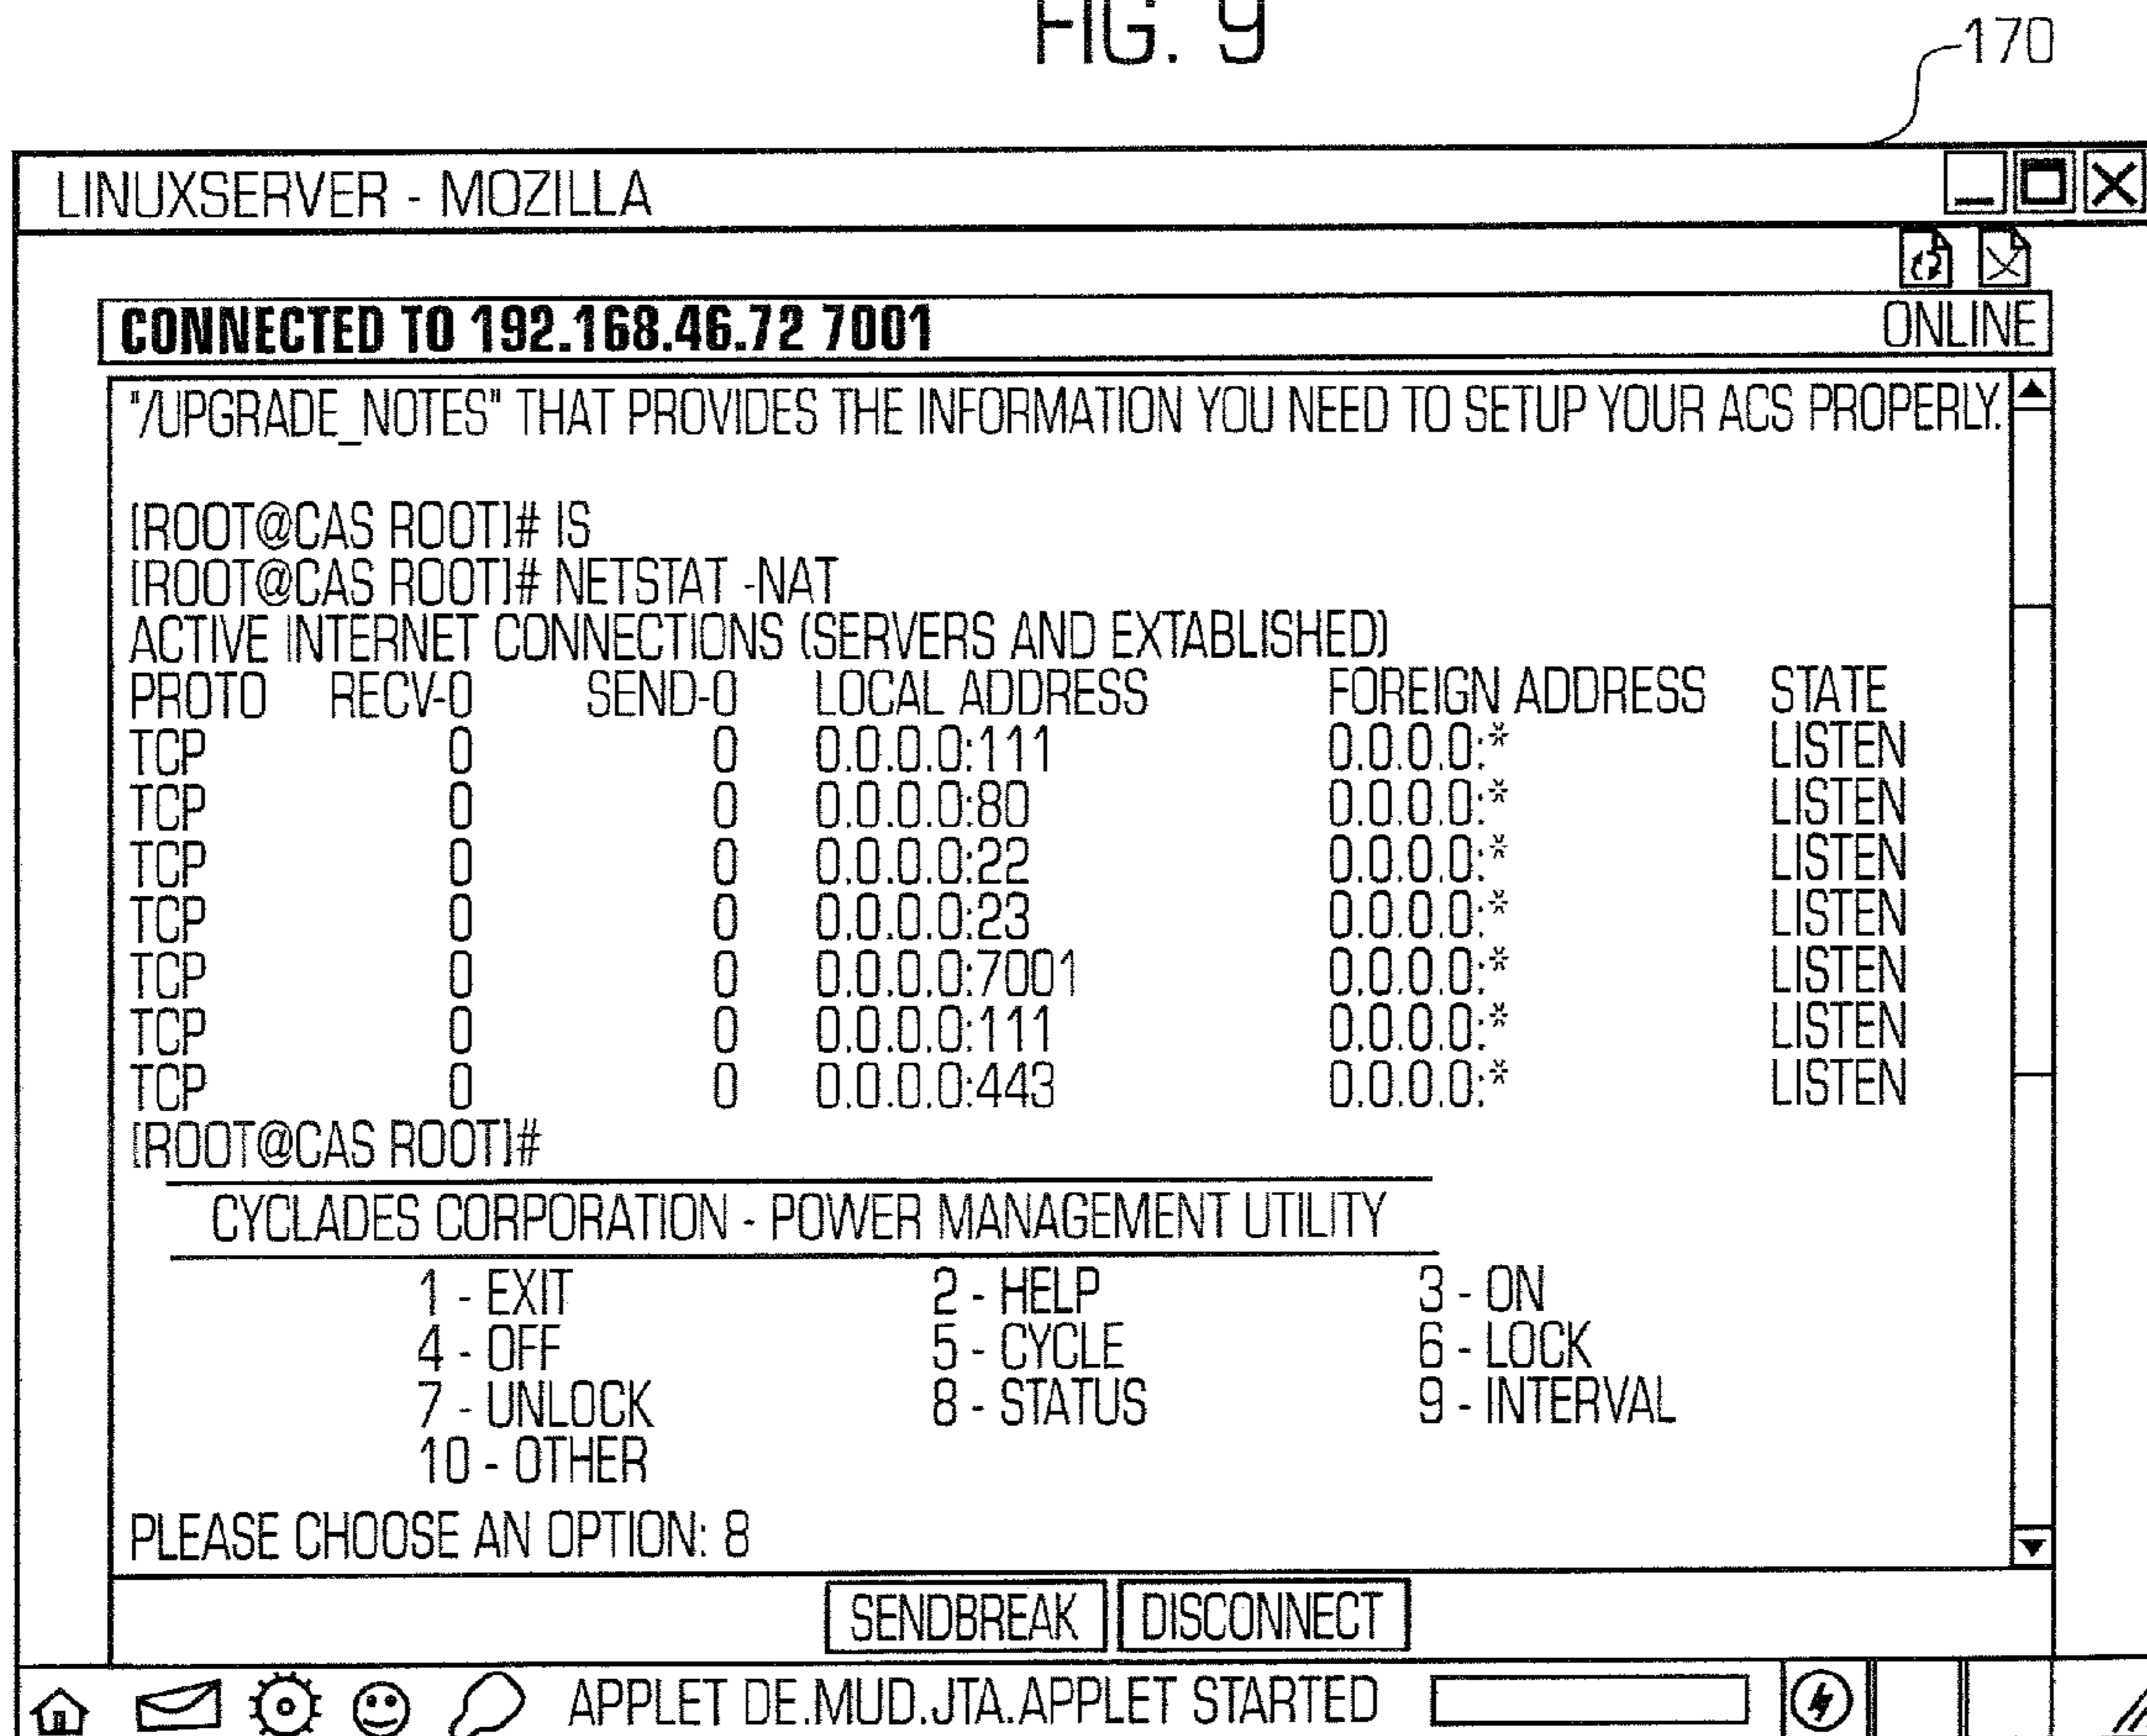 FIG. 9
170
LINUXSERVER - MOZILLA
CONNECTED TO 192.168.46.72 7001 ONLINE
"/UPGRADE_NOTES" THAT PROVIDES THE INFORMATION YOU NEED TO SETUP YOUR ACS PROPERLY.
[ROOT@CAS ROOT]# IS
[ROOT@CAS ROOT]# NETSTAT -NAT
ACTIVE INTERNET CONNECTIONS (SERVERS AND EXTABLISHED)
PROTO RECV-0 SEND-0 LOCAL ADDRESS FOREIGN ADDRESS STATE
TCP 0 0 0.0.0.0:111 0.0.0.0:* LISTEN
TCP 0 0 0.0.0.0:80 0.0.0.0:* LISTEN
TCP 0 0 0.0.0.0:22 0.0.0.0:* LISTEN
TCP 0 0 0.0.0.0:23 0.0.0.0:* LISTEN
TCP 0 0 0.0.0.0:7001 0.0.0.0:* LISTEN
TCP 0 0 0.0.0.0:111 0.0.0.0:* LISTEN
TCP 0 0 0.0.0.0:443 0.0.0.0:* LISTEN
[ROOT@CAS ROOT]#
CYCLADES CORPORATION - POWER MANAGEMENT UTILITY
1 - EXIT 2 - HELP 3 - ON
4 - OFF 5 - CYCLE 6 - LOCK
7 - UNLOCK 8 - STATUS 9 - INTERVAL
10 - OTHER
PLEASE CHOOSE AN OPTION: 8
SENDBREAK DISCONNECT
APPLET DE.MUD.JTA.APPLET STARTED